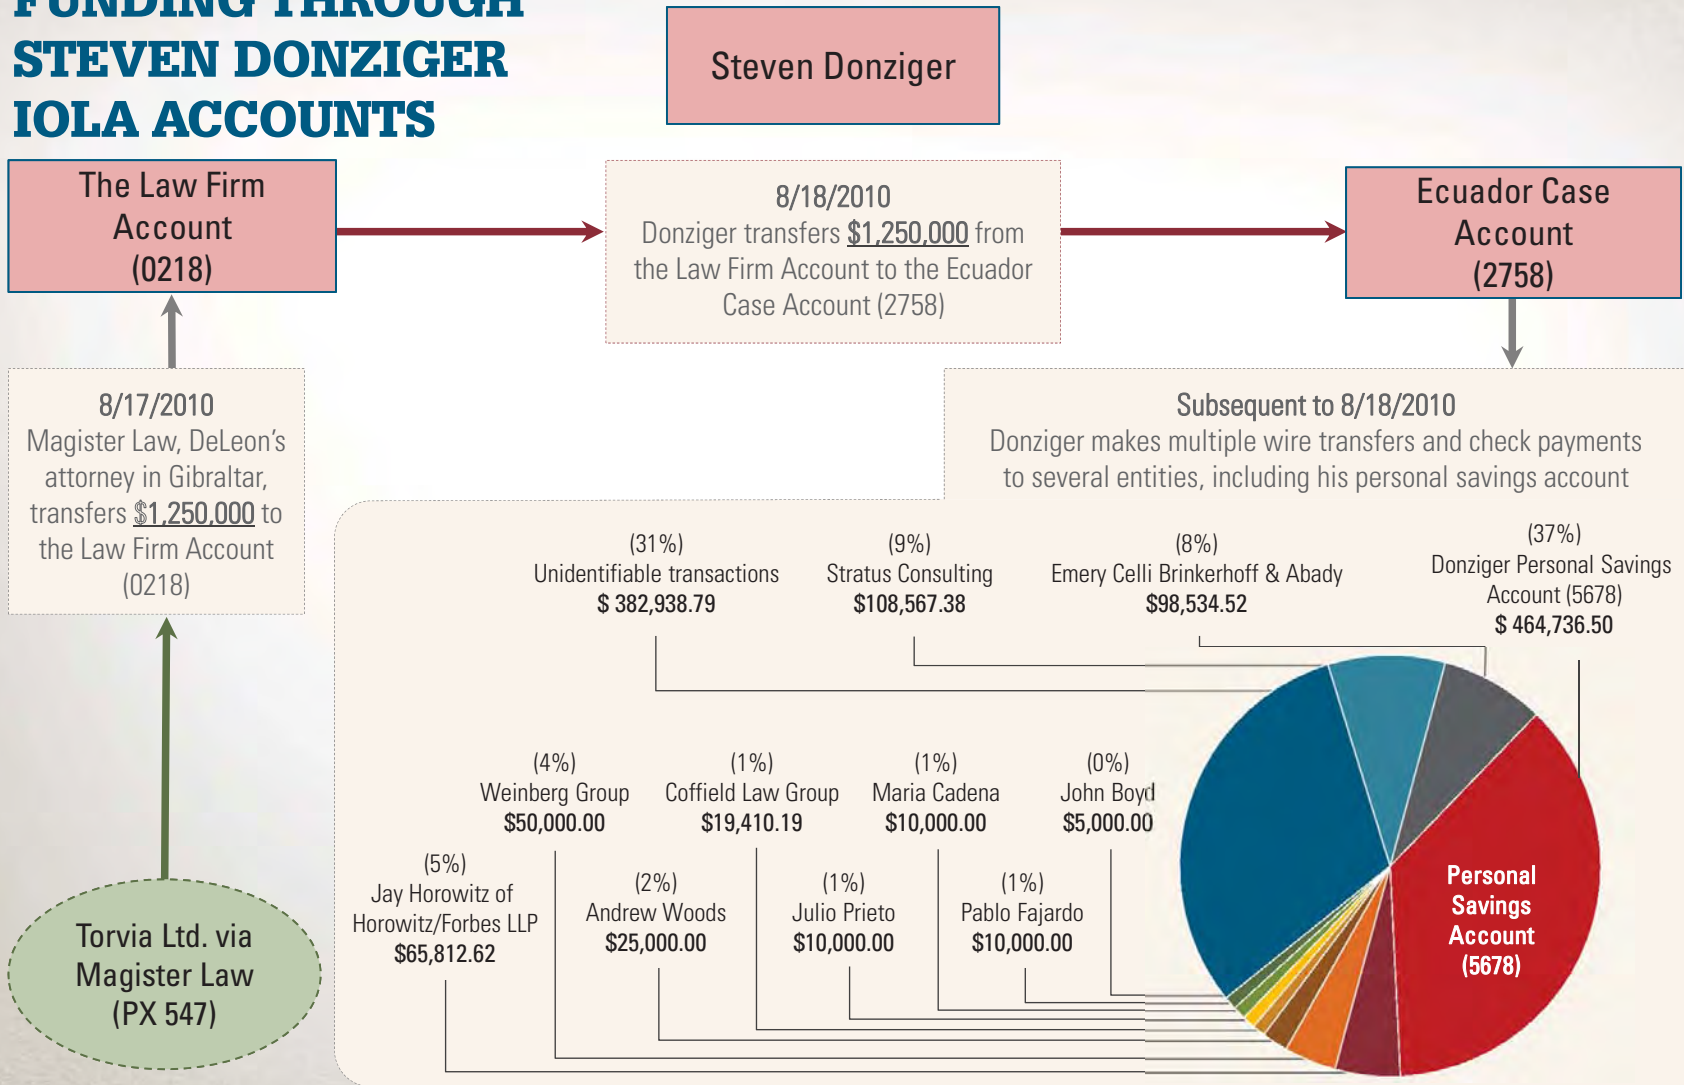 FUNDING THROUGH
STEVEN DONZIGER
IOLA ACCOUNTS
Steven Donziger
The Law Firm
Account
(0218)
8/18/2010
Donziger transfers $1,250,000 from
the Law Firm Account to the Ecuador
Case Account (2758)
Ecuador Case
Account
(2758)
8/17/2010
Magister Law, DeLeon’s
attorney in Gibraltar,
transfers $1,250,000 to
the Law Firm Account
(0218)
Torvia Ltd. via
Magister Law
(PX 547)
Subsequent to 8/18/2010
Donziger makes multiple wire transfers and check payments
to several entities, including his personal savings account
(31%)
Unidentifiable transactions
$ 382,938.79
(9%)
Stratus Consulting
$108,567.38
(8%)
Emery Celli Brinkerhoff & Abady
$98,534.52
(37%)
Donziger Personal Savings
Account (5678)
$ 464,736.50
(4%)
Weinberg Group
$50,000.00
(1%)
Coffield Law Group
$19,410.19
(1%)
Maria Cadena
$10,000.00
(0%)
John Boyd
$5,000.00
(5%)
Jay Horowitz of
Horowitz/Forbes LLP
$65,812.62
(2%)
Andrew Woods
$25,000.00
(1%)
Julio Prieto
$10,000.00
(1%)
Pablo Fajardo
$10,000.00
Personal
Savings
Account
(5678)